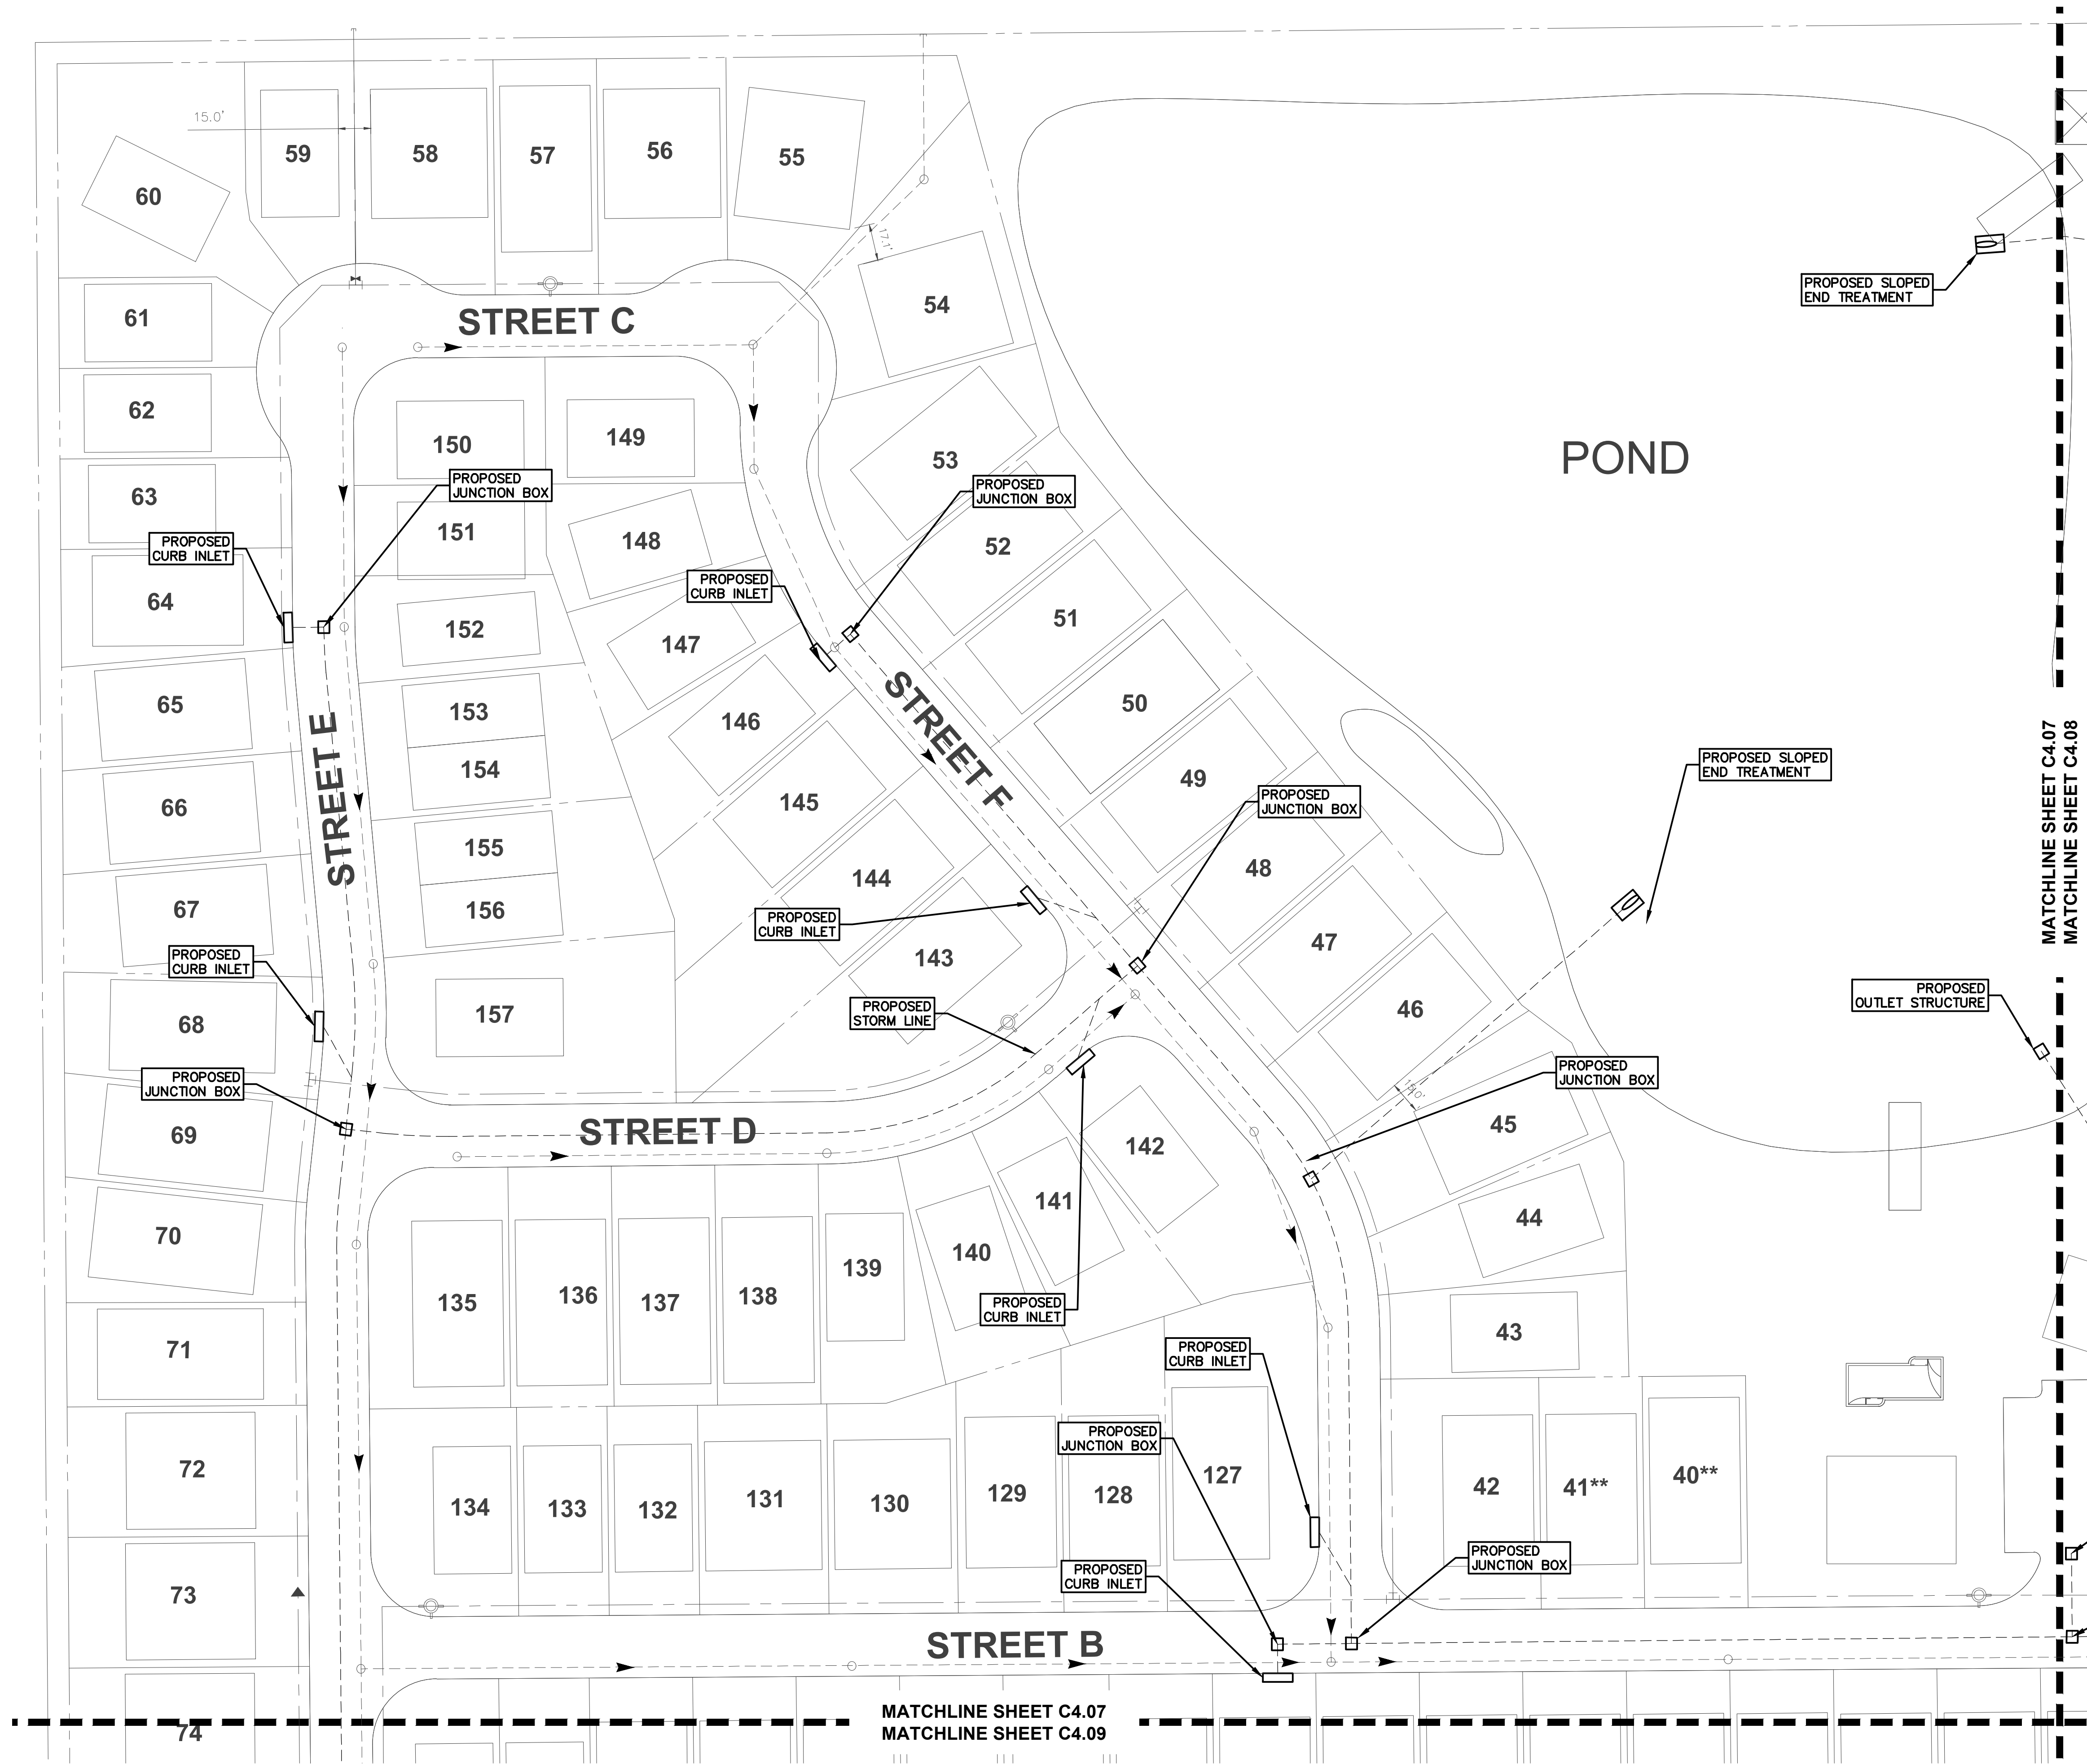 15.0'
59
58
57
56
55
60
17.1'
54
PROPOSED SLOPED
END TREATMENT
61
STREET C
62
150
149
53
POND
63
PROPOSED
JUNCTION BOX
PROPOSED
JUNCTION BOX
151
148
52
PROPOSED
CURB INLET
PROPOSED
CURB INLET
64
152
147
51
65
153
146
STREET F
50
154
STREET E
49
PROPOSED SLOPED
END TREATMENT
MATCHLINE SHEET C4.07
MATCHLINE SHEET C4.08
66
145
PROPOSED
JUNCTION BOX
155
144
48
67
156
PROPOSED
CURB INLET
47
PROPOSED
CURB INLET
143
PROPOSED
OUTLET STRUCTURE
68
157
PROPOSED
STORM LINE
46
PROPOSED
JUNCTION BOX
PROPOSED
JUNCTION BOX
15.0'
69
STREET D
142
45
141
70
140
44
139
135
136
137
138
PROPOSED
CURB INLET
43
71
PROPOSED
CURB INLET
PROPOSED
JUNCTION BOX
72
134
133
132
131
130
129
128
127
42
41**
40**
PROPOSED
JUNCTION BOX
PROPOSED
CURB INLET
73
STREET B
74
MATCHLINE SHEET C4.07
MATCHLINE SHEET C4.09